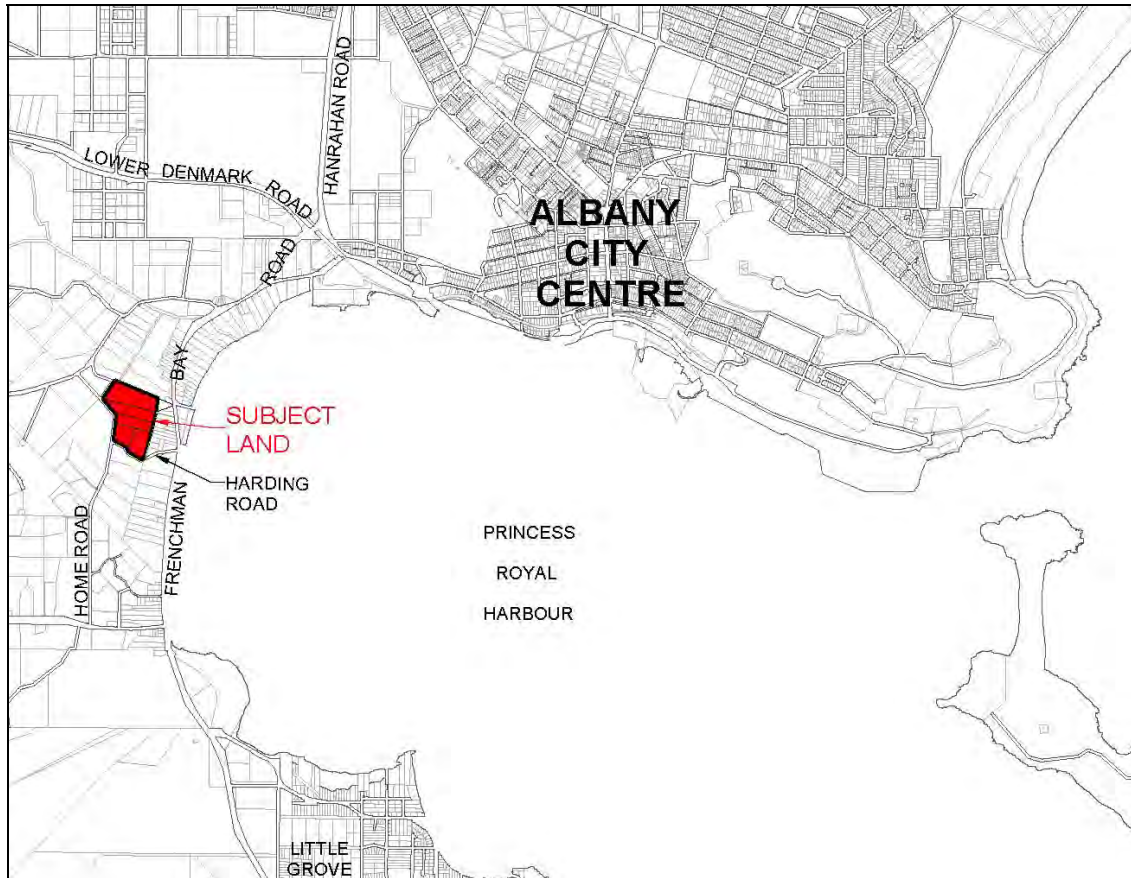 HANRAHAN ROAD
LOWER DENMARK ROAD
ALBANY
CITY
CENTRE
FRENCHMAN BAY ROAD
SUBJECT
LAND
HARDING
ROAD
HOME ROAD
PRINCESS
ROYAL
HARBOUR
LITTLE
GROVE